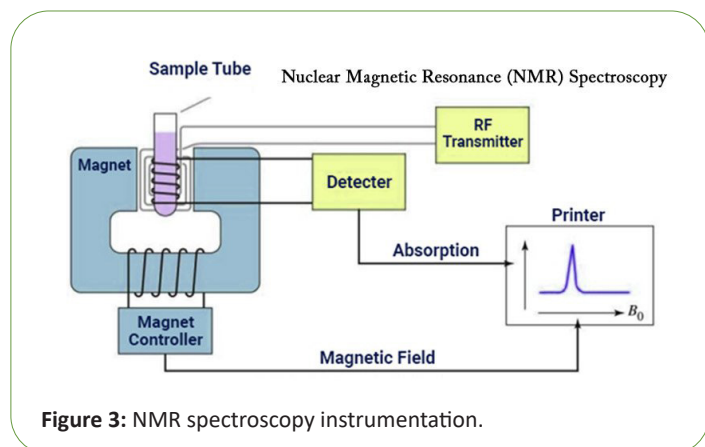 Sample Tube
Nuclear Magnetic Resonance (NMR) Spectroscopy
RF
Transmitter
Magnet
Detecter
Printer
Absorption
B0
Magnet
Controller
Magnetic Field
Figure 3: NMR spectroscopy instrumentation.